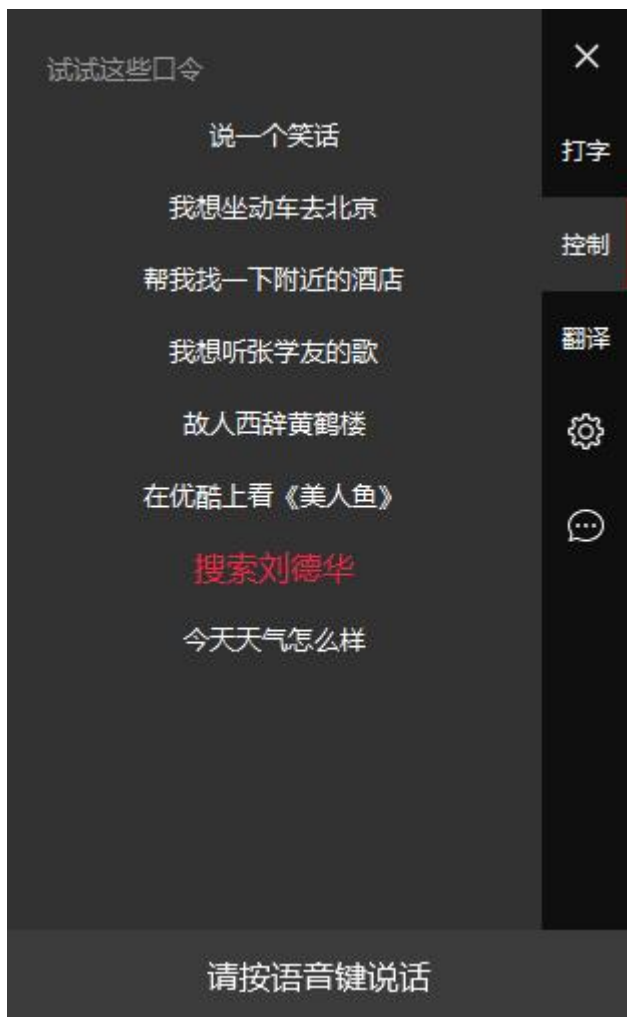 试试这些口令
说一个笑话
我想坐动车去北京
帮我找一下附近的酒店
我想听张学友的歌
故人西辞黄鹤楼
在优酷上看《美人鱼》
搜索刘德华
今天天气怎么样
打字
控制
翻译
请按语音键说话